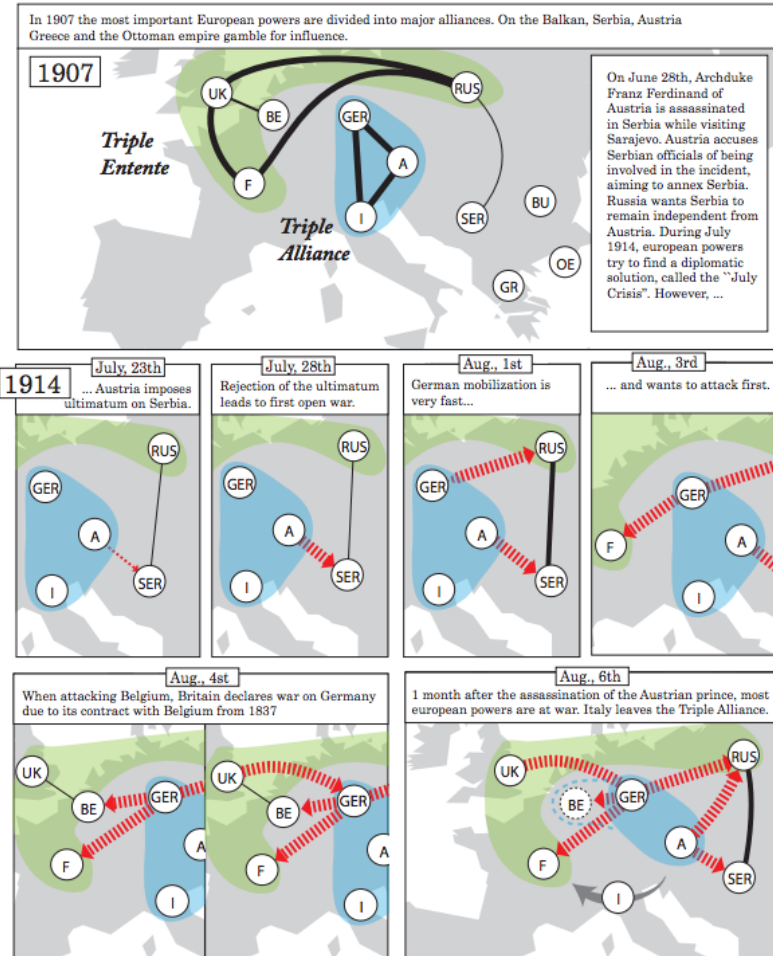 In 1907 the most important European powers are divided into major alliances. On the Balkan, Serbia, Austria
Greece and the Ottoman empire gamble for influence.
1907
UK
BE
RUS
GER
A
F
I
SER
BU
OE
GR
Triple
Entente
Triple
Alliance
On June 28th, Archduke
Franz Ferdinand of
Austria is assassinated
in Serbia while visiting
Sarajevo. Austria accuses
Serbian officials of being
involved in the incident,
aiming to annex Serbia.
Russia wants Serbia to
remain independent from
Austria. During July
1914, european powers
try to find a diplomatic
solution, called the ``July
Crisis”. However, ...
1914
July, 23th
... Austria imposes
ultimatum on Serbia.
RUS
GER
A
SER
I
July, 28th
Rejection of the ultimatum
leads to first open war.
RUS
GER
A
SER
I
Aug., 1st
German mobilization is
very fast...
RUS
GER
A
SER
I
Aug., 3rd
... and wants to attack first.
GER
F
A
I
Aug., 4st
When attacking Belgium, Britain declares war on Germany
due to its contract with Belgium from 1837
UK
BE
GER
F
A
I
UK
BE
GER
F
A
I
Aug., 6th
1 month after the assassination of the Austrian prince, most
european powers are at war. Italy leaves the Triple Alliance.
UK
RUS
BE
GER
A
F
SER
I